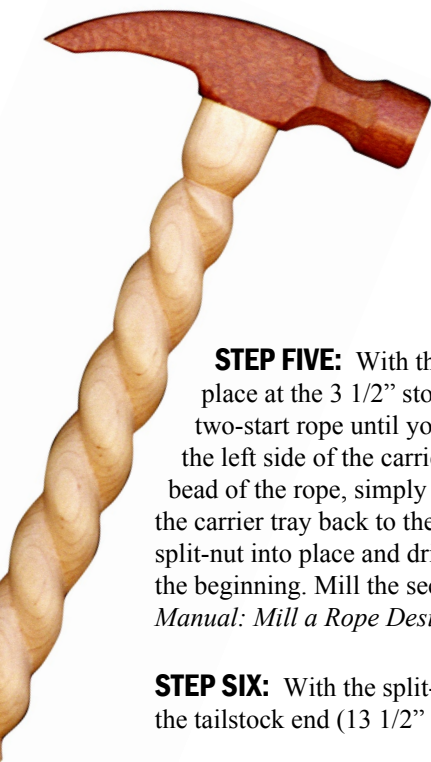 STEP FIVE: With th
place at the 3 1/2” sto
two-start rope until yo
the left side of the carri
bead of the rope, simply
the carrier tray back to the
split-nut into place and dri
the beginning. Mill the sec
Manual: Mill a Rope Desi
STEP SIX: With the split-
the tailstock end (13 1/2”